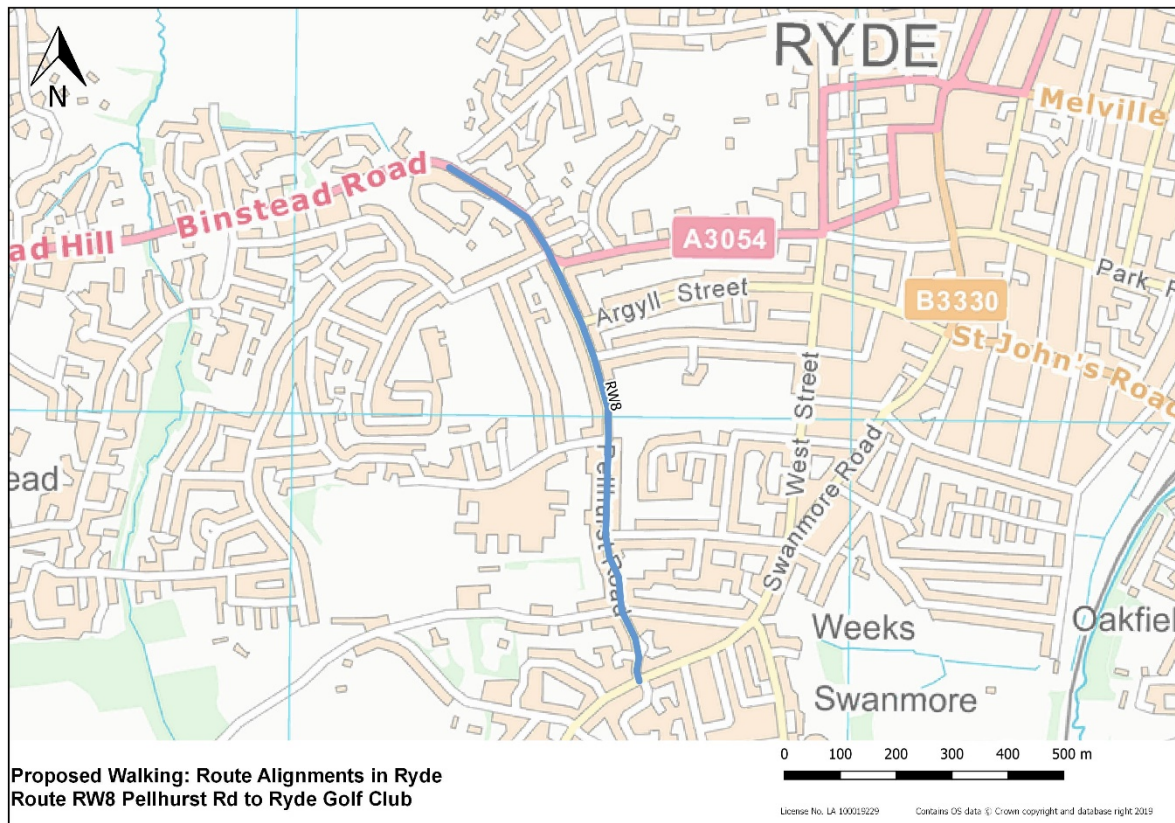 RYDE
N
Melville
Binstead Road
ad Hill
A3054
Park R
Argyll Street
B3330
St John's Road
RW8
West Street
ead
Pellhurst Road
Swanmore Road
Weeks
Oakfiel
Swanmore
0 100 200 300 400 500 m
Proposed Walking: Route Alignments in Ryde
Route RW8 Pellhurst Rd to Ryde Golf Club
License No. LA 100019229 Contains OS data © Crown copyright and database right 2019